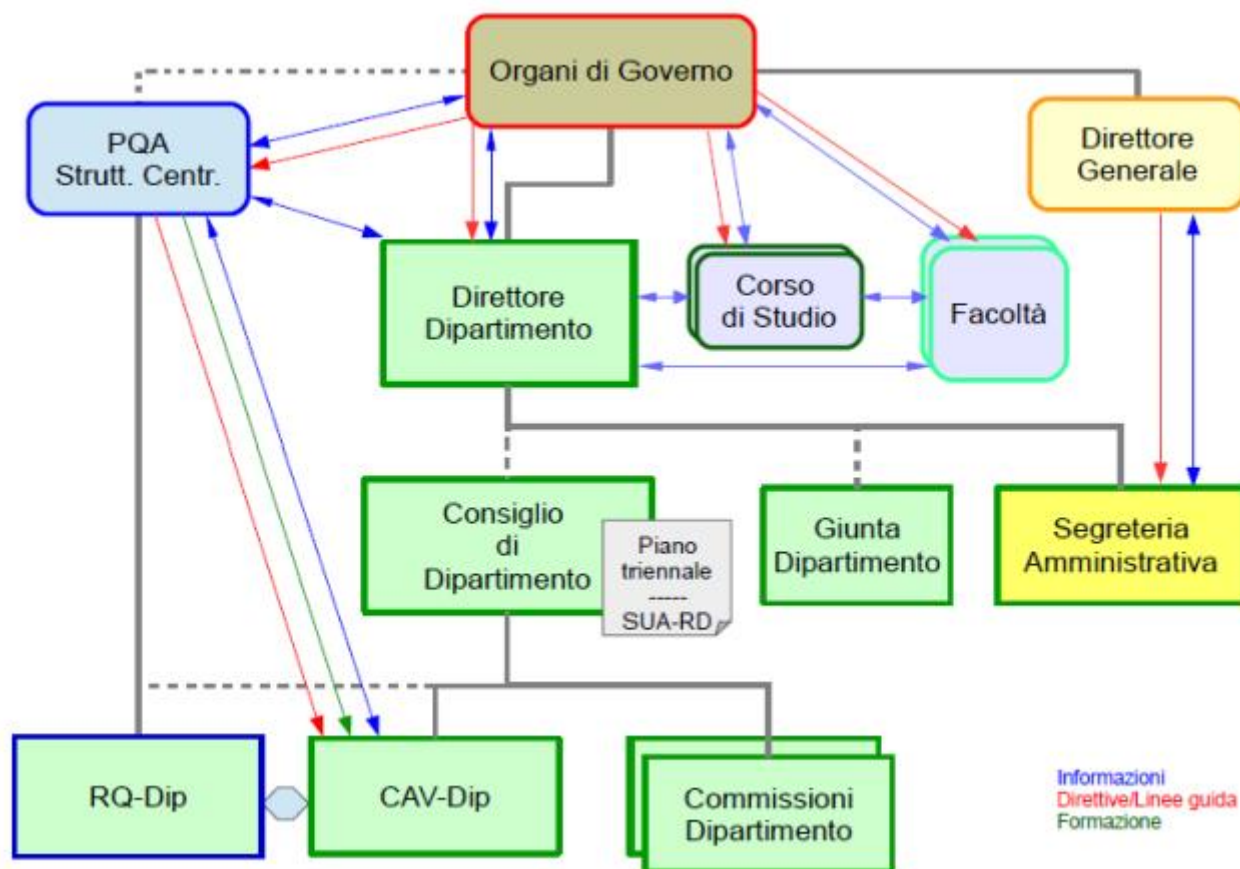 Organi di Governo
PQA
Strutt. Centr.
Direttore
Generale
Direttore
Dipartimento
Corso
di Studio
Facoltà
Consiglio
di
Dipartimento
Piano
triennale
-----
SUA-RD
Giunta
Dipartimento
Segreteria
Amministrativa
RQ-Dip
CAV-Dip
Commissioni
Dipartimento
Informazioni
Direttive/Linee guida
Formazione